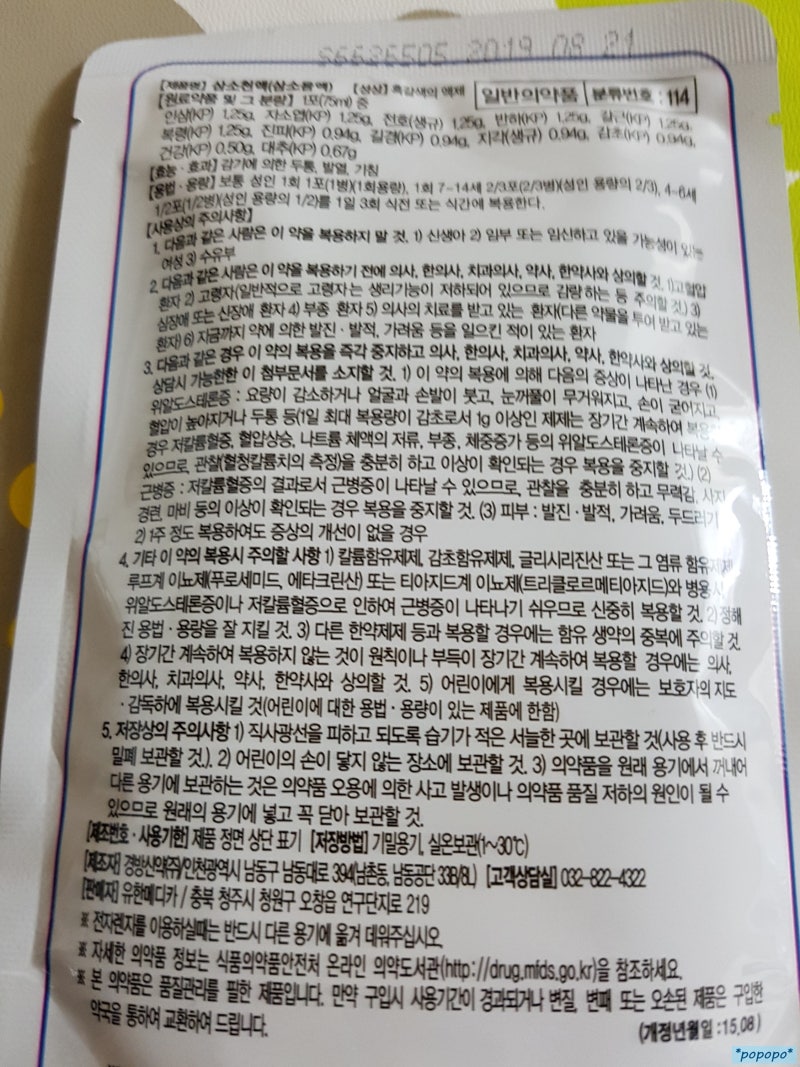 S6626505 2019 08 21
[제품명] 삼소천액(삼소음액) [성상] 흑갈색의 액제 일반의약품 분류번호 : 114
[원료약품 및 그 분량] 1포(75ml) 중
인삼(KP) 1.25g, 자소엽(KP) 1.25g, 전호(생규) 1.25g, 반하(KP) 1.25g, 갈근(KP) 1.25g,
복령(KP) 1.25g, 진피(KP) 0.94g, 길경(KP) 0.94g, 지각(생규) 0.94g, 감초(KP) 0.94g,
건강(KP) 0.50g, 대추(KP) 0.67g
[효능·효과] 감기에 의한 두통, 발열, 기침
[용법·용량] 보통 성인 1회 1포(1병)(1회용량), 1회 7-14세 2/3포(2/3병)(성인 용량의 2/3), 4-6세
1/2포(1/2병)(성인 용량의 1/2)를 1일 3회 식전 또는 식간에 복용한다.
[사용상의 주의사항]
1. 다음과 같은 사람은 이 약을 복용하지 말 것. 1) 신생아 2) 임부 또는 임신하고 있을 가능성이 있는
여성 3) 수유부
2. 다음과 같은 사람은 이 약을 복용하기 전에 의사, 한의사, 치과의사, 약사, 한약사와 상의할 것. 1)고혈압
환자 2) 고령자(일반적으로 고령자는 생리기능이 저하되어 있으므로 감량하는 등 주의할 것.) 3)
심장애 또는 신장애 환자 4) 부종 환자 5) 의사의 치료를 받고 있는 환자(다른 약물을 투여 받고 있는
환자) 6) 지금까지 약에 의한 발진·발적, 가려움 등을 일으킨 적이 있는 환자
3. 다음과 같은 경우 이 약의 복용을 즉각 중지하고 의사, 한의사, 치과의사, 약사, 한약사와 상의할 것.
상담시 가능한한 이 첨부문서를 소지할 것. 1) 이 약의 복용에 의해 다음의 증상이 나타난 경우 (1)
위알도스테론증 : 요량이 감소하거나 얼굴과 손발이 붓고, 눈꺼풀이 무거워지고, 손이 굳어지고,
혈압이 높아지거나 두통 등(1일 최대 복용량이 감초로서 1g 이상인 제제는 장기간 계속하여 복용할
경우 저칼륨혈증, 혈압상승, 나트륨 체액의 저류, 부종, 체중증가 등의 위알도스테론증이 나타날 수
있으므로, 관찰(혈청칼륨치의 측정)을 충분히 하고 이상이 확인되는 경우 복용을 중지할 것.) (2)
근병증 : 저칼륨혈증의 결과로서 근병증이 나타날 수 있으므로, 관찰을 충분히 하고 무력감, 사지
경련, 마비 등의 이상이 확인되는 경우 복용을 중지할 것. (3) 피부 : 발진·발적, 가려움, 두드러기
2) 1주 정도 복용하여도 증상의 개선이 없을 경우
4. 기타 이 약의 복용시 주의할 사항 1) 칼륨함유제제, 감초함유제제, 글리시리진산 또는 그 염류 함유제제,
루프계 이뇨제(푸로세미드, 에타크린산) 또는 티아지드계 이뇨제(트리클로르메티아지드)와 병용시
위알도스테론증이나 저칼륨혈증으로 인하여 근병증이 나타나기 쉬우므로 신중히 복용할 것. 2) 정해
진 용법·용량을 잘 지킬 것. 3) 다른 한약제제 등과 복용할 경우에는 함유 생약의 중복에 주의할 것.
4) 장기간 계속하여 복용하지 않는 것이 원칙이나 부득이 장기간 계속하여 복용할 경우에는 의사,
한의사, 치과의사, 약사, 한약사와 상의할 것. 5) 어린이에게 복용시킬 경우에는 보호자의 지도
·감독하에 복용시킬 것(어린이에 대한 용법·용량이 있는 제품에 한함)
5. 저장상의 주의사항 1) 직사광선을 피하고 되도록 습기가 적은 서늘한 곳에 보관할 것(사용 후 반드시
밀폐 보관할 것.). 2) 어린이의 손이 닿지 않는 장소에 보관할 것. 3) 의약품을 원래 용기에서 꺼내어
다른 용기에 보관하는 것은 의약품 오용에 의한 사고 발생이나 의약품 품질 저하의 원인이 될 수
있으므로 원래의 용기에 넣고 꼭 닫아 보관할 것.
[제조번호·사용기한] 제품 정면 상단 표기 [저장방법] 기밀용기, 실온보관(1~30℃)
[제조자] 경방신약(주)/인천광역시 남동구 남동대로 394(남촌동, 남동공단 33B/8L) [고객상담실] 032-822-4322
[판매자] 유한메디카 / 충북 청주시 청원구 오창읍 연구단지로 219
※ 전자렌지를 이용하실때는 반드시 다른 용기에 옮겨 데워주십시오.
※ 자세한 의약품 정보는 식품의약품안전처 온라인 의약도서관(http://drug.mfds.go.kr)을 참조하세요.
※ 본 의약품은 품질관리를 필한 제품입니다. 만약 구입시 사용기간이 경과되거나 변질, 변패 또는 오손된 제품은 구입한
약국을 통하여 교환하여 드립니다.
(개정년월일 :15.08)
*popopo*